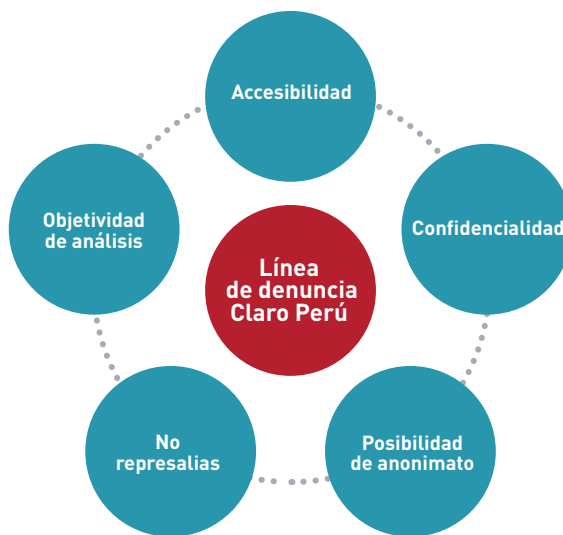 Accesibilidad
Objetividad
de análisis
Confidencialidad
Línea
de denuncia
Claro Perú
No
represalias
Posibilidad
de anonimato